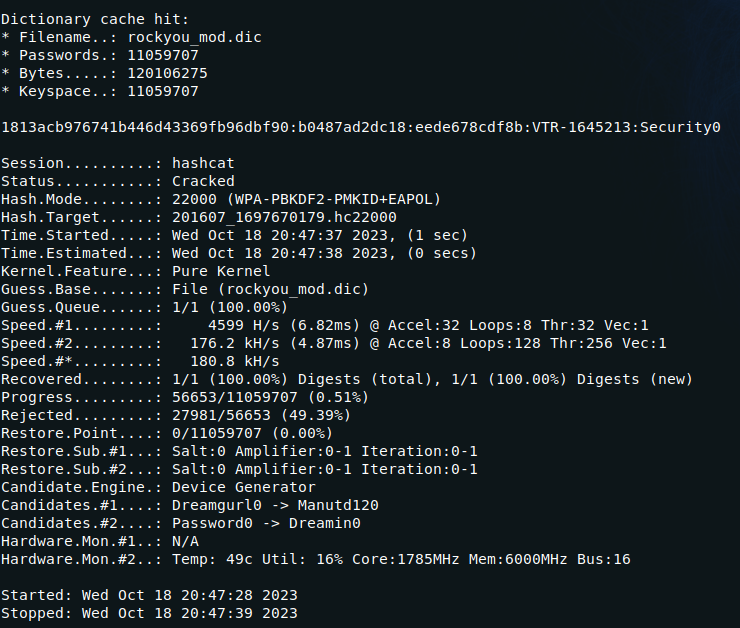 Dictionary cache hit:
* Filename..: rockyou_mod.dic
* Passwords.: 11059707
* Bytes.....: 120106275
* Keyspace..: 11059707
1813acb976741b446d43369fb96dbf90:b0487ad2dc18:eede678cdf8b:VTR-1645213:Security0
Session..........: hashcat
Status...........: Cracked
Hash.Mode........: 22000 (WPA-PBKDF2-PMKID+EAPOL)
Hash.Target......: 201607_1697670179.hc22000
Time.Started.....: Wed Oct 18 20:47:37 2023, (1 sec)
Time.Estimated...: Wed Oct 18 20:47:38 2023, (0 secs)
Kernel.Feature...: Pure Kernel
Guess.Base.......: File (rockyou_mod.dic)
Guess.Queue......: 1/1 (100.00%)
Speed.#1.........:     4599 H/s (6.82ms) @ Accel:32 Loops:8 Thr:32 Vec:1
Speed.#2.........:   176.2 kH/s (4.87ms) @ Accel:8 Loops:128 Thr:256 Vec:1
Speed.#*.........:   180.8 kH/s
Recovered........: 1/1 (100.00%) Digests (total), 1/1 (100.00%) Digests (new)
Progress.........: 56653/11059707 (0.51%)
Rejected.........: 27981/56653 (49.39%)
Restore.Point....: 0/11059707 (0.00%)
Restore.Sub.#1...: Salt:0 Amplifier:0-1 Iteration:0-1
Restore.Sub.#2...: Salt:0 Amplifier:0-1 Iteration:0-1
Candidate.Engine.: Device Generator
Candidates.#1....: Dreamgurl0 -> Manutd120
Candidates.#2....: Password0 -> Dreamin0
Hardware.Mon.#1..: N/A
Hardware.Mon.#2..: Temp: 49c Util: 16% Core:1785MHz Mem:6000MHz Bus:16
Started: Wed Oct 18 20:47:28 2023
Stopped: Wed Oct 18 20:47:39 2023